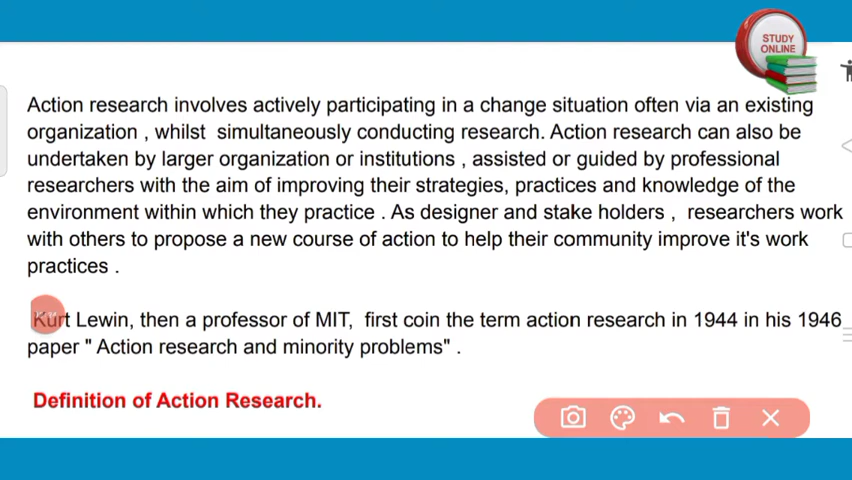 STUDY
ONLINE
Action research involves actively participating in a change situation often via an existing
organization , whilst simultaneously conducting research. Action research can also be
undertaken by larger organization or institutions , assisted or guided by professional
researchers with the aim of improving their strategies, practices and knowledge of the
environment within which they practice . As designer and stake holders , researchers work
with others to propose a new course of action to help their community improve it's work
practices .
Kurt Lewin, then a professor of MIT, first coin the term action research in 1944 in his 1946
paper " Action research and minority problems" .
Definition of Action Research.